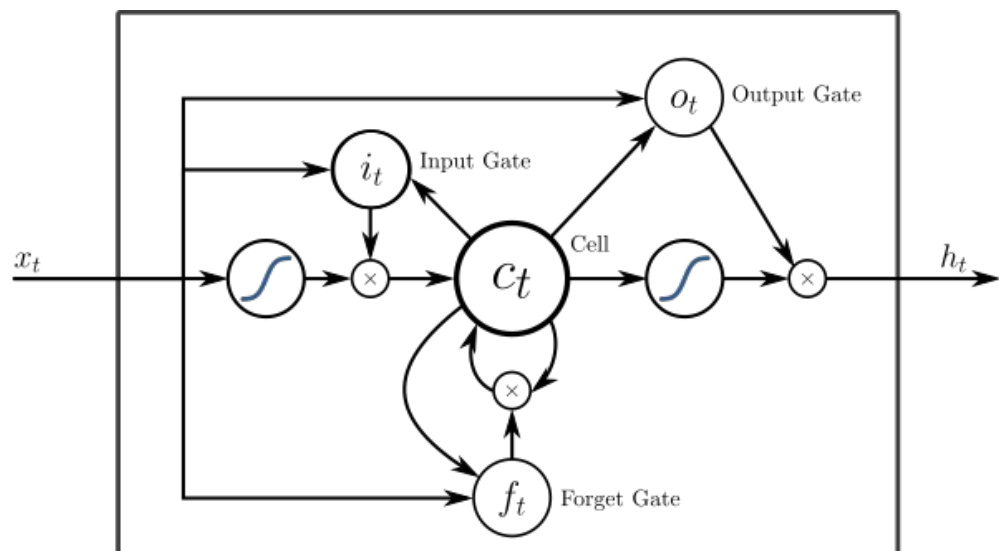 o_t Output Gate
i_t Input Gate
x_t
×
c_t
Cell
×
h_t
×
f_t Forget Gate